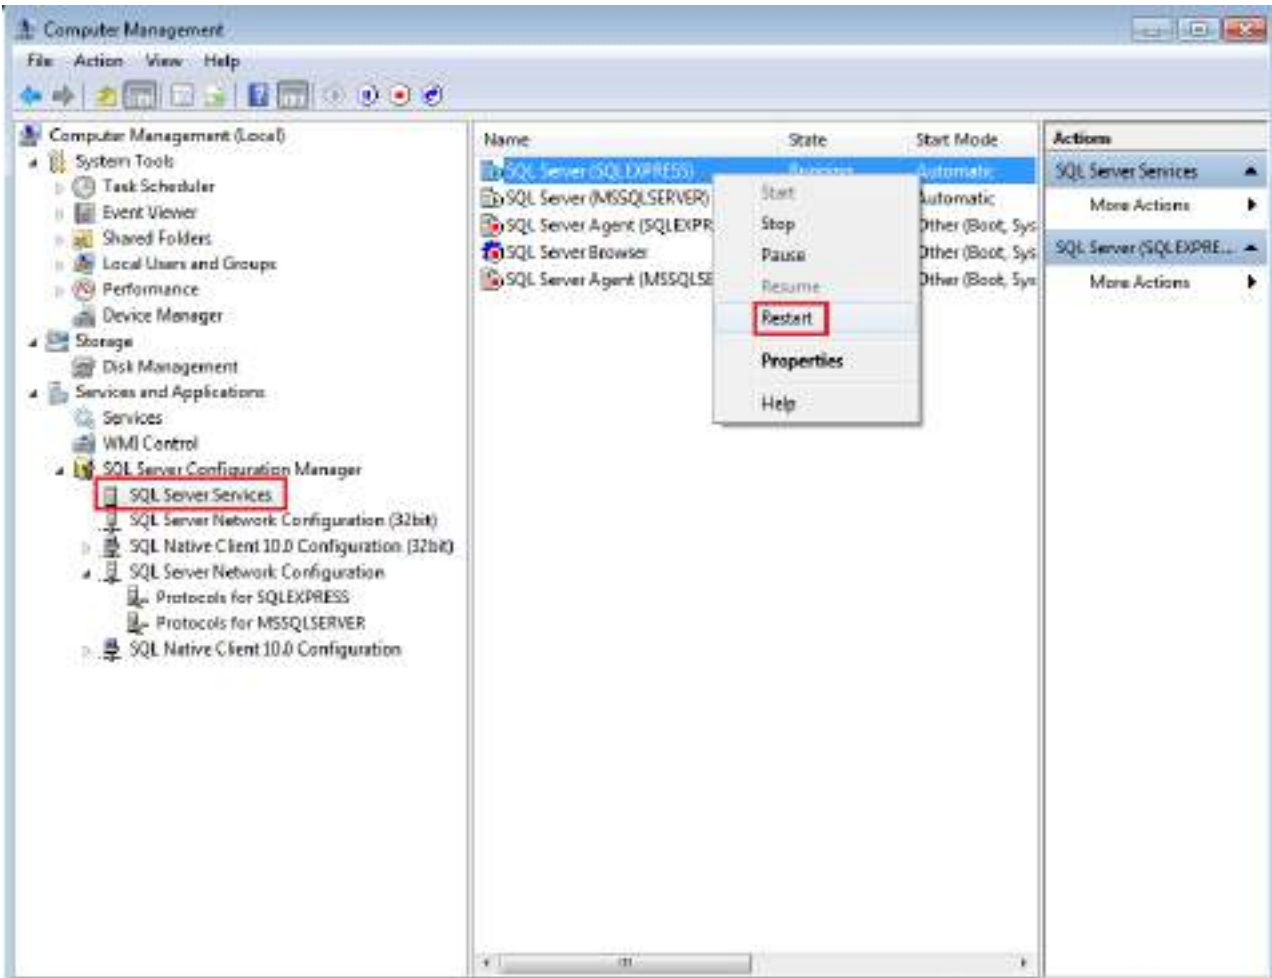 Computer Management
File Action View Help
Computer Management (Local)
System Tools
Task Scheduler
Event Viewer
Shared Folders
Local Users and Groups
Performance
Device Manager
Storage
Disk Management
Services and Applications
Services
WMI Control
SQL Server Configuration Manager
SQL Server Services
SQL Server Network Configuration (32bit)
SQL Native Client 10.0 Configuration (32bit)
SQL Server Network Configuration
Protocols for SQLEXPRESS
Protocols for MSSQLSERVER
SQL Native Client 10.0 Configuration
Name State Start Mode
SQL Server (SQLEXPRESS) Running Automatic
SQL Server (MSSQLSERVER) Automatic
SQL Server Agent (SQLEXPR Other (Boot, Sys
SQL Server Browser Other (Boot, Sys
SQL Server Agent (MSSQLSE Other (Boot, Sys
Start
Stop
Pause
Resume
Restart
Properties
Help
Actions
SQL Server Services
More Actions
SQL Server (SQLEXPRE...
More Actions